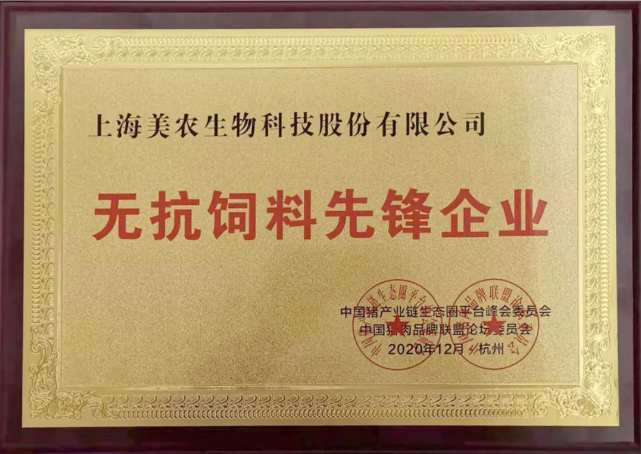 上海美农生物科技股份有限公司
无抗饲料先锋企业
中国猪产业链生态圈平台峰会委员会
中国猪肉品牌联盟论坛委员会
2020年12月 杭州